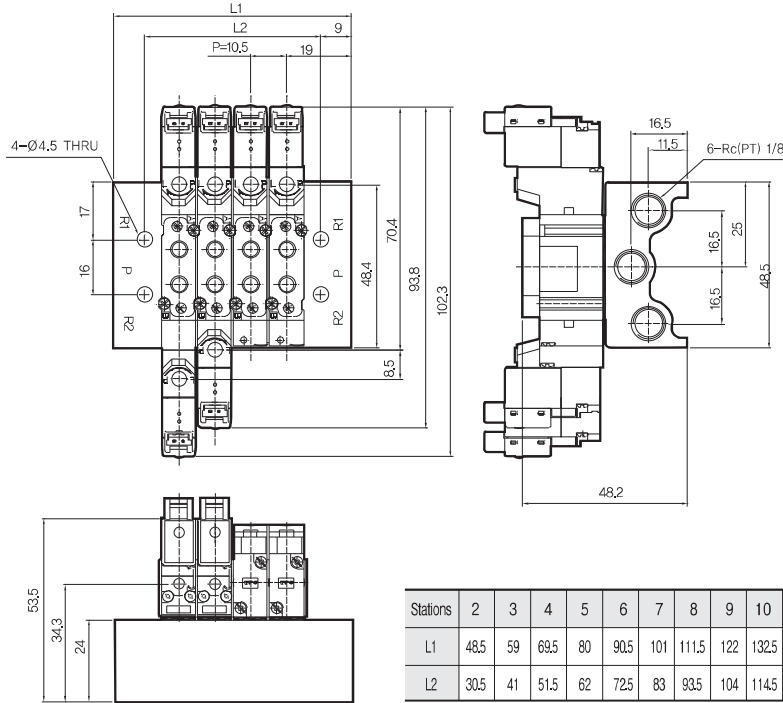 L1
L2
9
P=10.5
19
4-Ø4.5 THRU
17
R1
R1
16
P
P
R2
R2
48.4
70.4
93.8
102.3
8.5
16.5
11.5
6-Rc(PT) 1/8
16.5
25
48.5
16.5
48.2
53.5
34.3
24
Stations 2 3 4 5 6 7 8 9 10
L1 48.5 59 69.5 80 90.5 101 111.5 122 132.5
L2 30.5 41 51.5 62 72.5 83 93.5 104 114.5